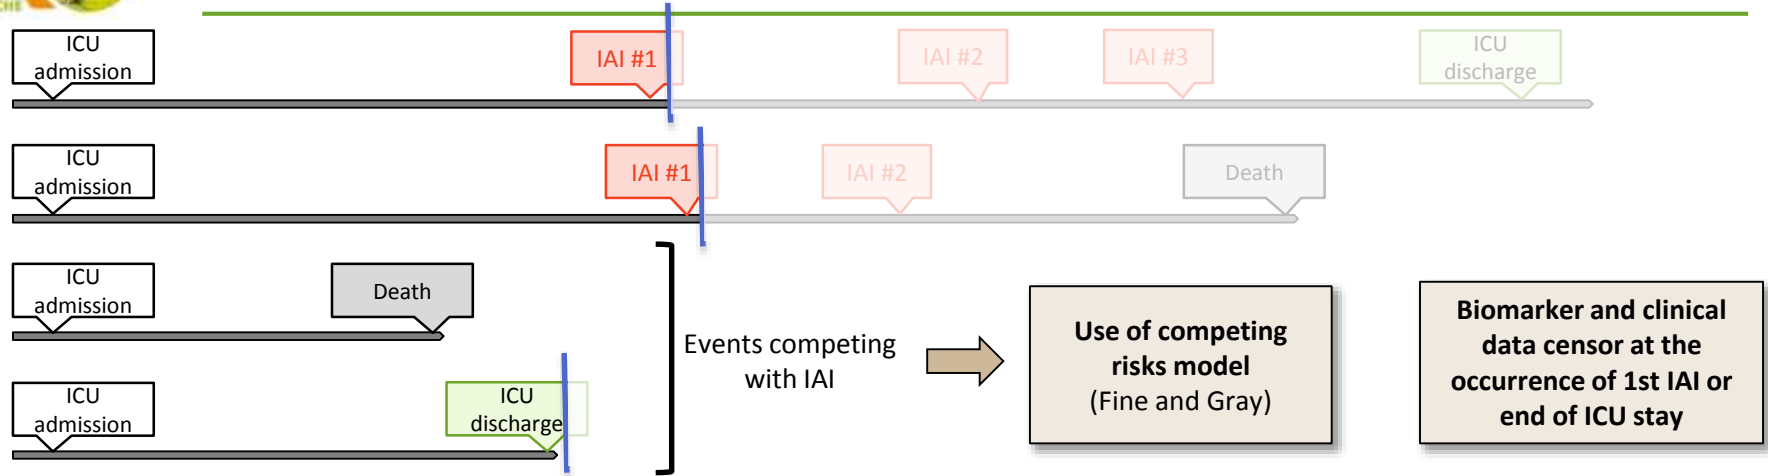 CHE
ICU
admission
IAI #1
IAI #2
IAI #3
ICU
discharge
ICU
admission
IAI #1
IAI #2
Death
ICU
admission
Death
ICU
admission
ICU
discharge
Events competing
with IAI
Use of competing
risks model
(Fine and Gray)
Biomarker and clinical
data censor at the
occurrence of 1st IAI or
end of ICU stay